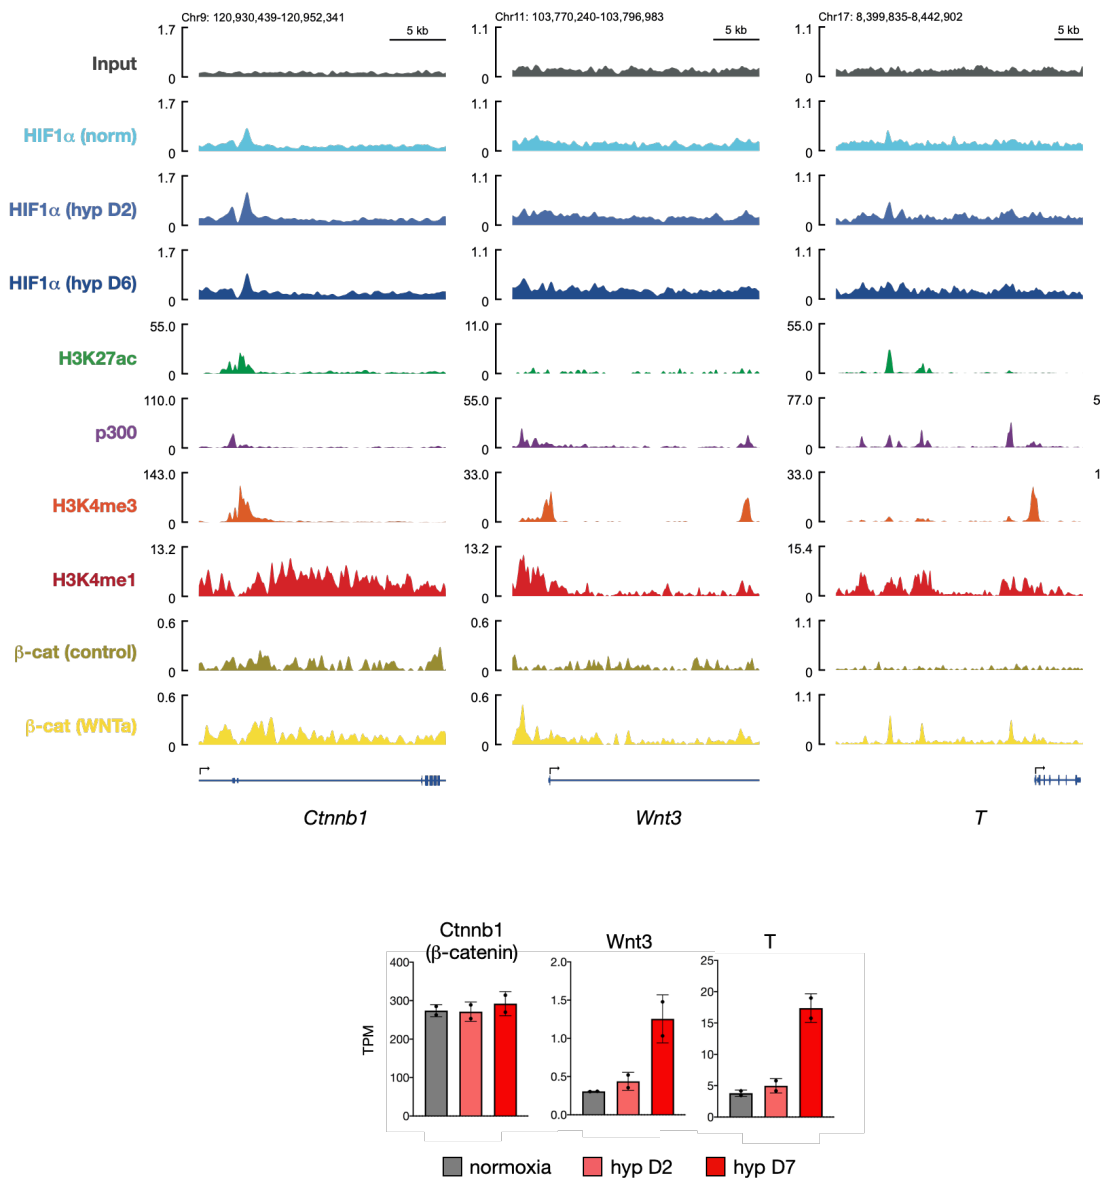 Chr9: 120,930,439-120,952,341
Chr11: 103,770,240-103,796,983
Chr17: 8,399,835-8,442,902
1.7
5 kb
1.1
5 kb
1.1
5 kb
Input
0
0
0
1.7
1.1
1.1
HIF1α (norm)
0
0
0
1.7
1.1
1.1
HIF1α (hyp D2)
0
0
0
1.7
1.1
1.1
HIF1α (hyp D6)
0
0
0
55.0
11.0
55.0
H3K27ac
0
0
0
110.0
55.0
77.0
5
p300
0
0
0
143.0
33.0
33.0
1
H3K4me3
0
0
0
13.2
13.2
15.4
H3K4me1
0
0
0
0.6
0.6
1.1
β-cat (control)
0
0
0
0.6
0.6
1.1
β-cat (WNTa)
0
0
0
Ctnnb1
Wnt3
T
Ctnnb1
(β-catenin)
Wnt3
T
TPM
400
300
200
100
0
2.0
1.5
1.0
0.5
0.0
25
20
15
10
5
0
normoxia
hyp D2
hyp D7